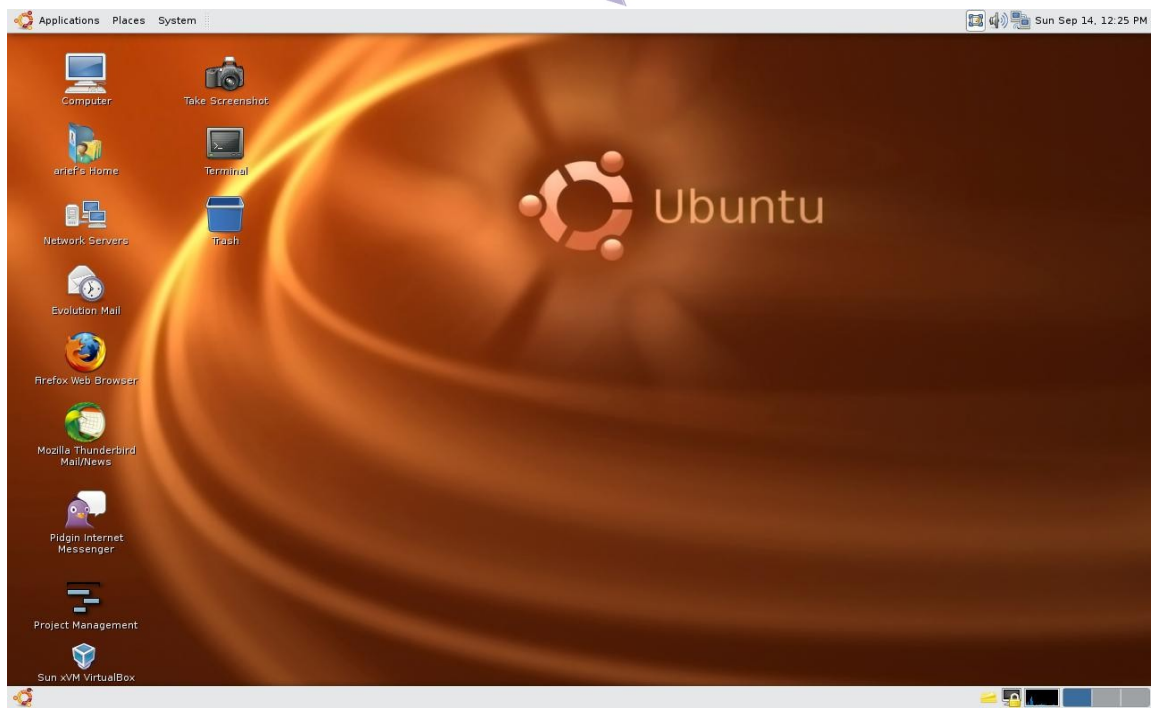 Applications Places System
Sun Sep 14, 12:25 PM
Computer
Take Screenshot
arief's Home
Terminal
Network Servers
Trash
Evolution Mail
Firefox Web Browser
Mozilla Thunderbird
Mail/News
Pidgin Internet
Messenger
Project Management
Sun xVM VirtualBox
Ubuntu